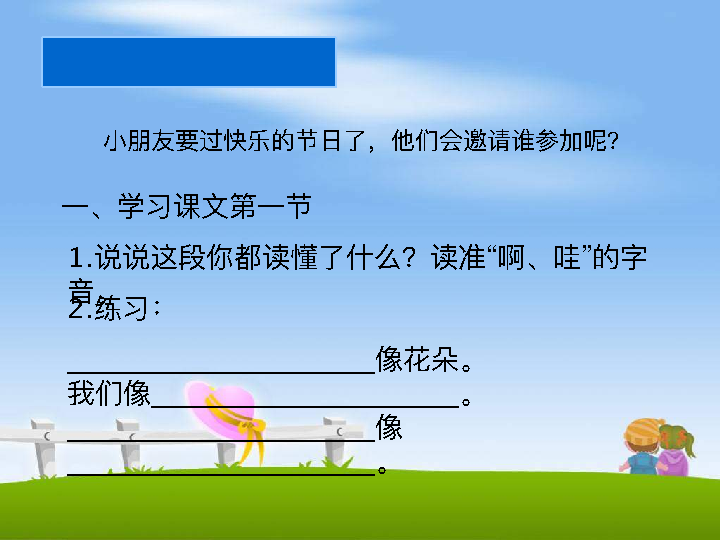 小朋友要过快乐的节日了，他们会邀请谁参加呢？
一、学习课文第一节
1.说说这段你都读懂了什么？读准“啊、哇”的字
音。
2.练习：
______________________像花朵。
我们像______________________。
______________________像
______________________。